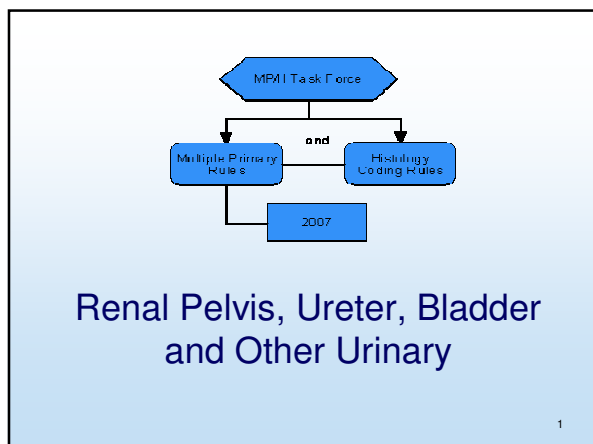 MP/H Task Force
and
Multiple Primary
Rules
Histology
Coding Rules
2007
Renal Pelvis, Ureter, Bladder
and Other Urinary
1